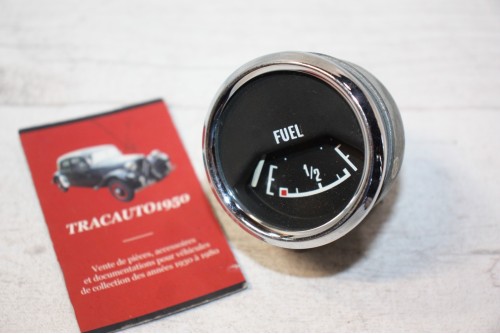 FUEL
E 1/2 F
TRACAUTO1950
Vente de pièces, accessoires
et documentations pour véhicules
de collection des années 1930 à 1980